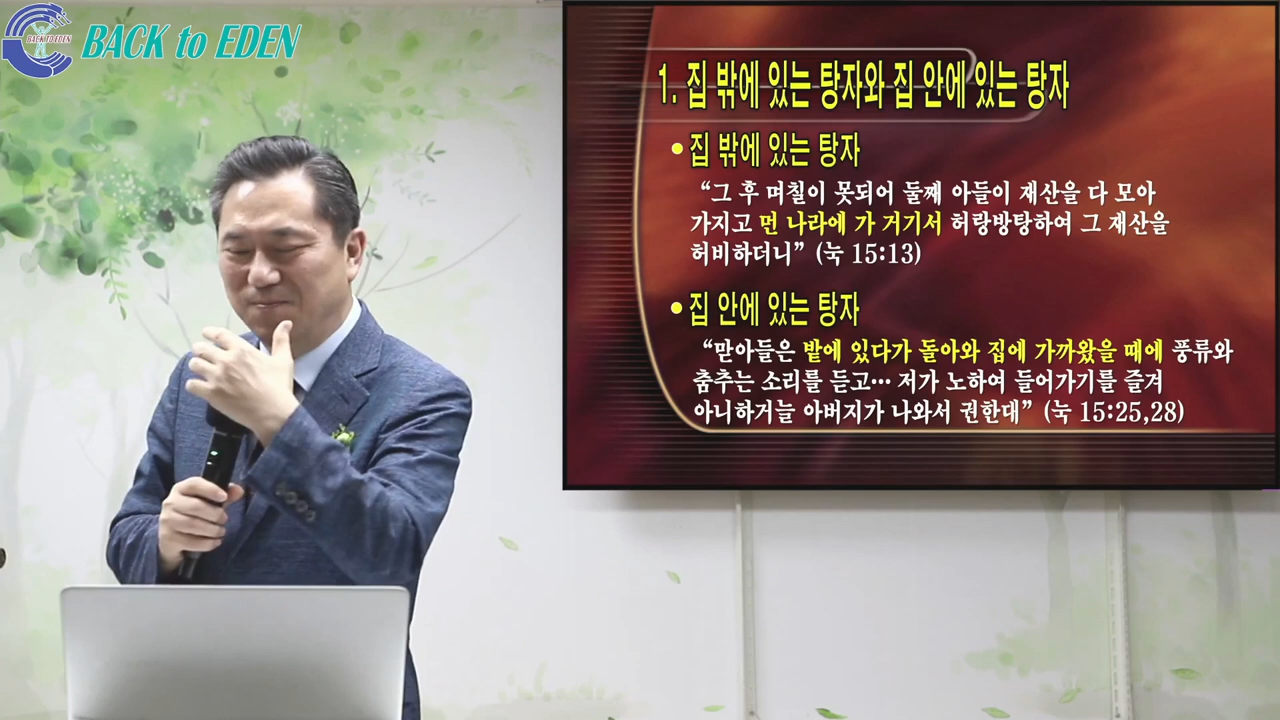 BACK TO EDEN
BACK to EDEN
1. 집 밖에 있는 탕자와 집 안에 있는 탕자
• 집 밖에 있는 탕자
“그 후 며칠이 못되어 둘째 아들이 재산을 다 모아
가지고 먼 나라에 가 거기서 허랑방탕하여 그 재산을
허비하더니” (눅 15:13)
• 집 안에 있는 탕자
“맏아들은 밭에 있다가 돌아와 집에 가까왔을 때에 풍류와
춤추는 소리를 듣고… 저가 노하여 들어가기를 즐겨
아니하거늘 아버지가 나와서 권한대” (눅 15:25,28)